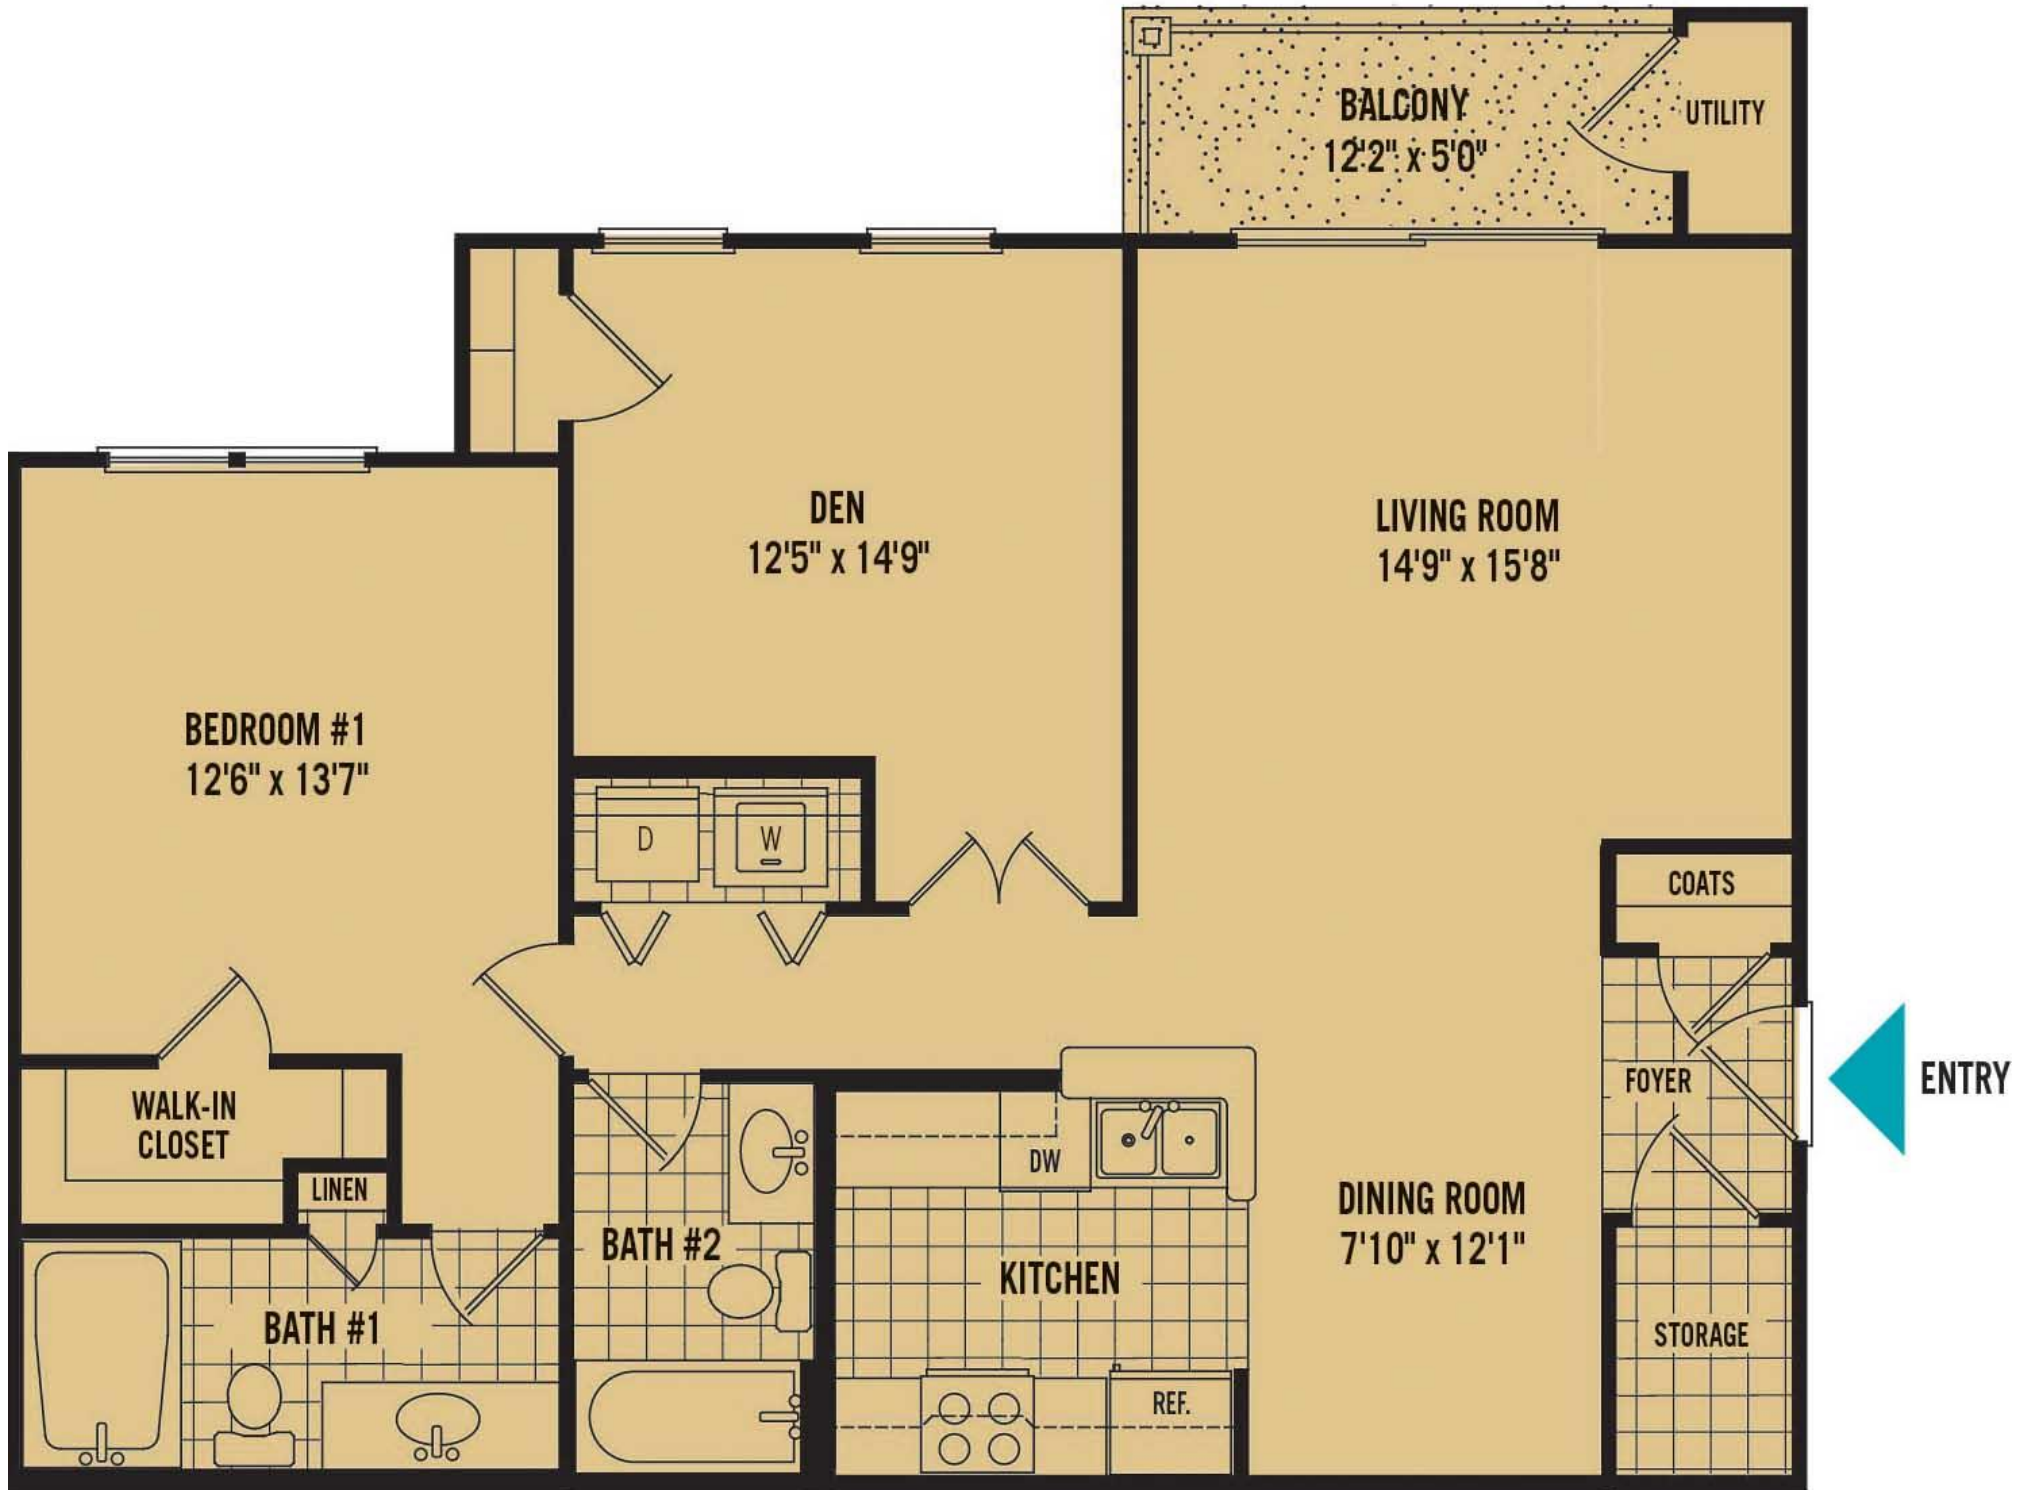 BALCONY
12'2" x 5'0"
UTILITY
DEN
12'5" x 14'9"
LIVING ROOM
14'9" x 15'8"
BEDROOM #1
12'6" x 13'7"
D
W
COATS
WALK-IN
CLOSET
LINEN
FOYER
ENTRY
DW
BATH #2
KITCHEN
DINING ROOM
7'10" x 12'1"
BATH #1
STORAGE
REF.